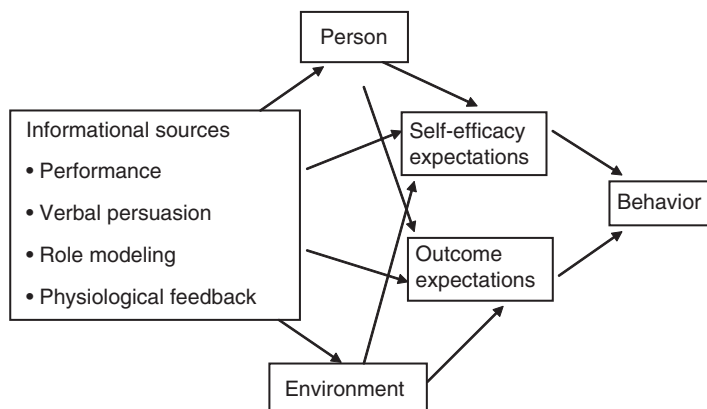 Person
Informational sources
• Performance
• Verbal persuasion
• Role modeling
• Physiological feedback
Self-efficacy
expectations
Outcome
expectations
Behavior
Environment